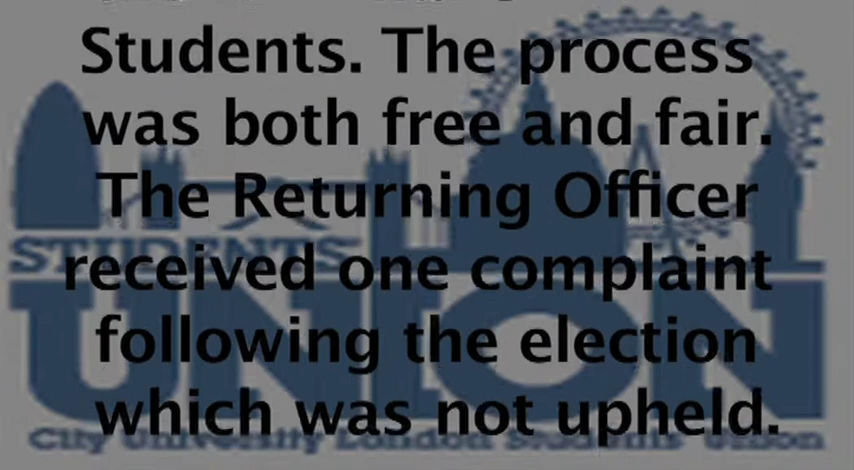 Students. The process
was both free and fair.
The Returning Officer
received one complaint
following the election
which was not upheld.
STUDENTS
UNION
City University London Students' Union